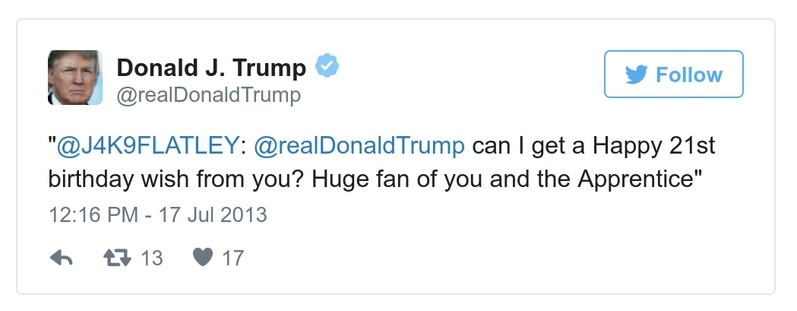 Donald J. Trump
Follow
@realDonaldTrump
"@J4K9FLATLEY: @realDonaldTrump can I get a Happy 21st
birthday wish from you? Huge fan of you and the Apprentice"
12:16 PM - 17 Jul 2013
13 17